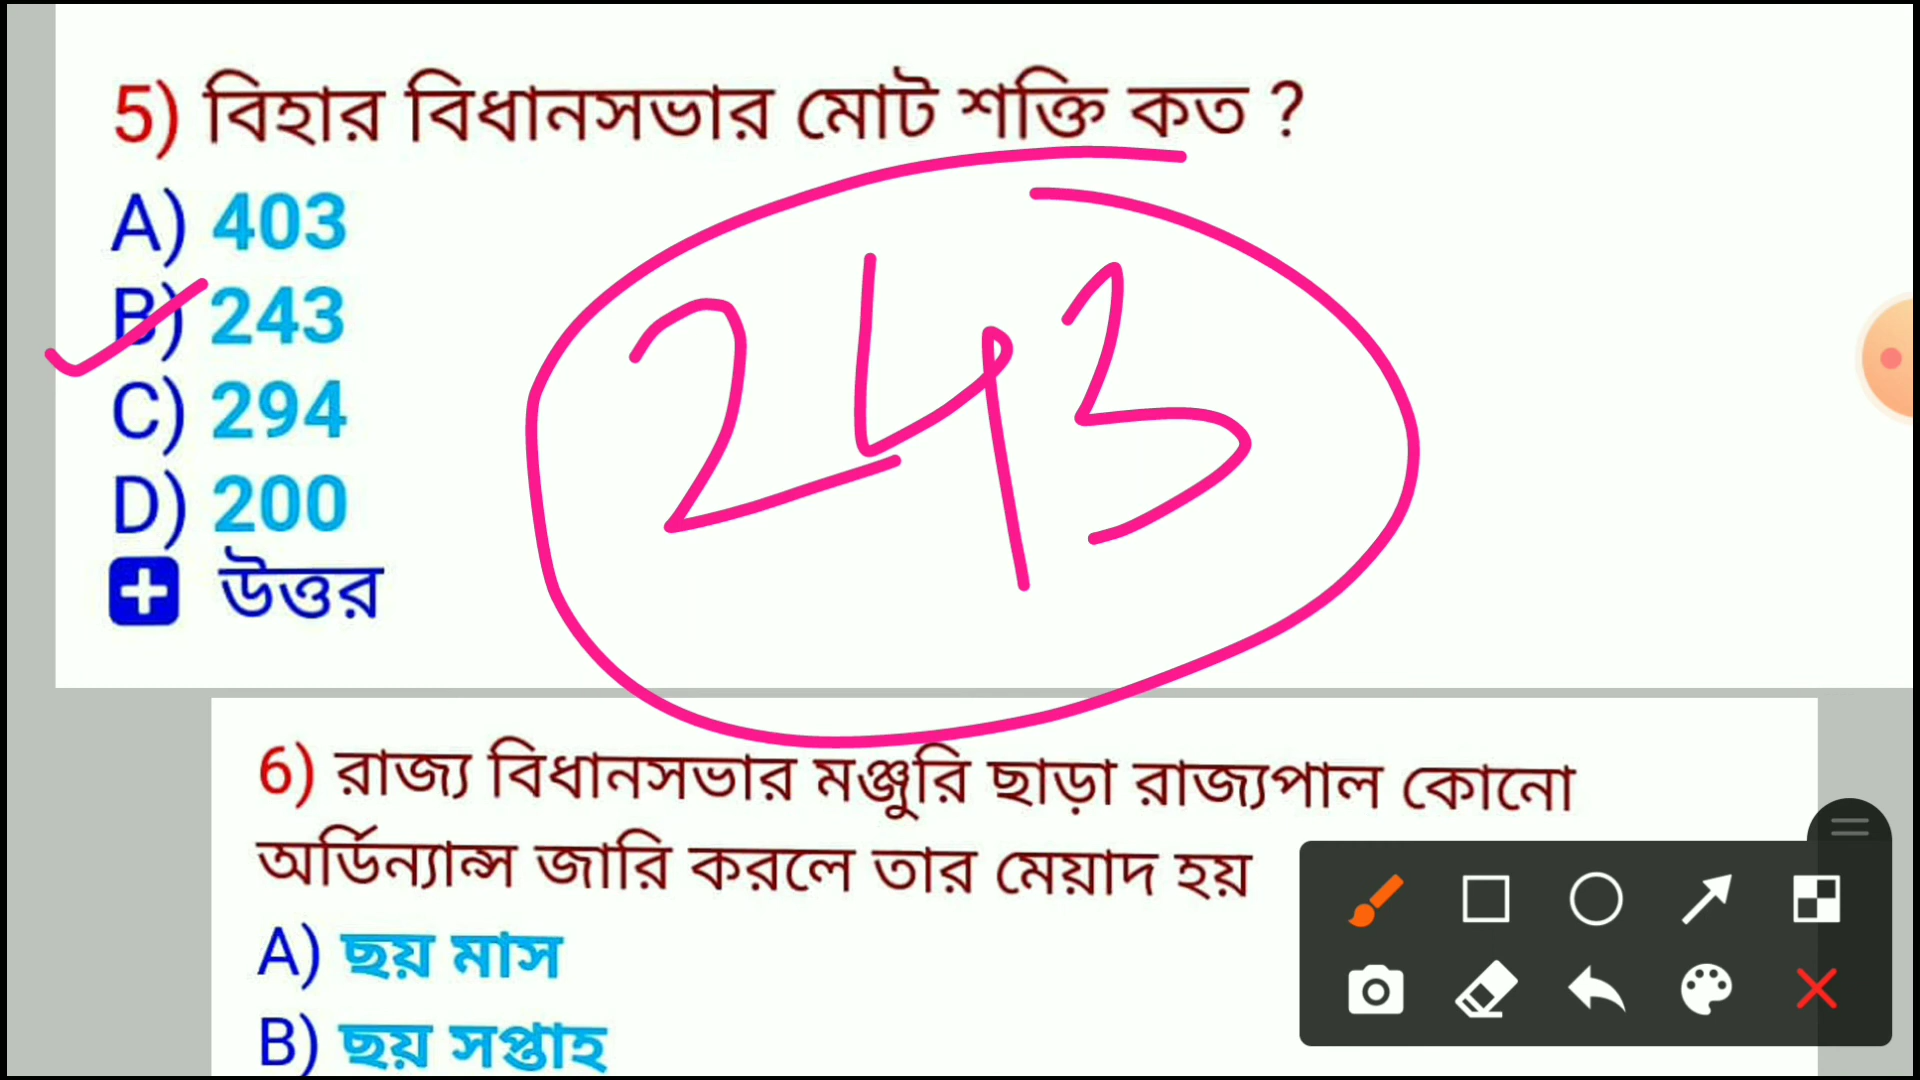 5) বিহার বিধানসভার মোট শক্তি কত ?
A) 403
B) 243
C) 294
D) 200
উত্তর
243
6) রাজ্য বিধানসভার মঞ্জুরি ছাড়া রাজ্যপাল কোনো
অর্ডিন্যান্স জারি করলে তার মেয়াদ হয়
A) ছয় মাস
B) ছয় সপ্তাহ